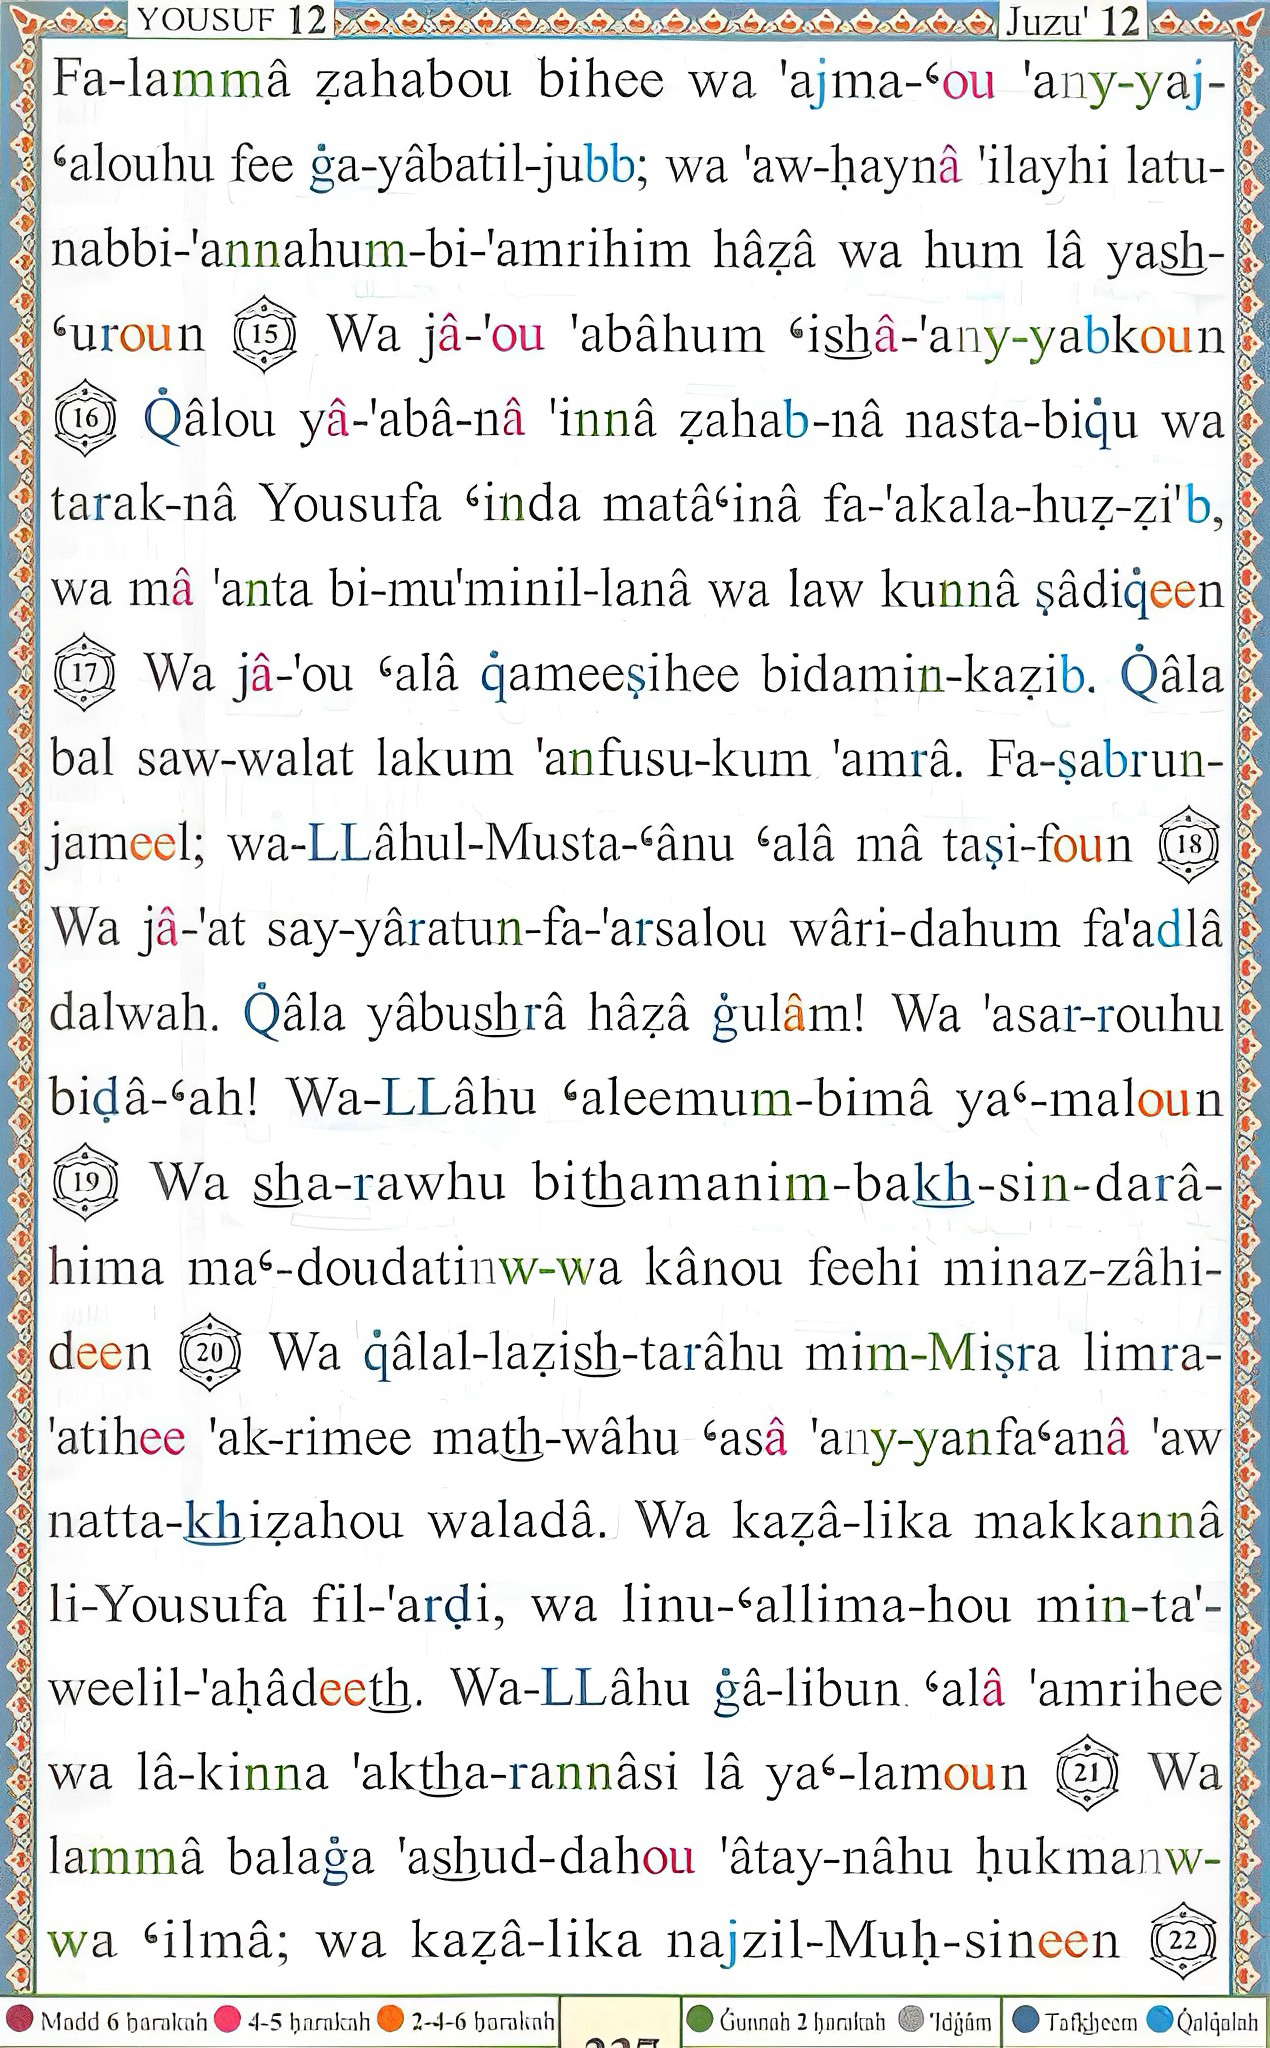 YOUSUF 12 Juzu' 12
Fa-lammâ ẓahabou bihee wa 'ajma-ʿou 'any-yaj-
ʿalouhu fee ġa-yâbatil-jubb; wa 'aw-ḥaynâ 'ilayhi latu-
nabbi-'annahum-bi-'amrihim hâẓâ wa hum lâ yash-
ʿuroun 15 Wa jâ-'ou 'abâhum ʿishâ-'any-yabkoun
16 Q̇âlou yâ-'abâ-nâ 'innâ ẓahab-nâ nasta-biq̇u wa
tarak-nâ Yousufa ʿinda matâʿinâ fa-'akala-huẓ-ẓi'b,
wa mâ 'anta bi-mu'minil-lanâ wa law kunnâ ṣâdiq̇een
17 Wa jâ-'ou ʿalâ q̇ameeṣihee bidamin-kaẓib. Q̇âla
bal saw-walat lakum 'anfusu-kum 'amrâ. Fa-ṣabrun-
jameel; wa-LLâhul-Musta-ʿânu ʿalâ mâ taṣi-foun 18
Wa jâ-'at say-yâratun-fa-'arsalou wâri-dahum fa'adlâ
dalwah. Q̇âla yâbushrâ hâẓâ ġulâm! Wa 'asar-rouhu
biḍâ-ʿah! Wa-LLâhu ʿaleemum-bimâ yaʿ-maloun
19 Wa sha-rawhu bithamanim-bakh-sin-darâ-
hima maʿ-doudatinw-wa kânou feehi minaz-zâhi-
deen 20 Wa q̇âlal-laẓish-tarâhu mim-Miṣra limra-
'atihee 'ak-rimee math-wâhu ʿasâ 'any-yanfaʿanâ 'aw
natta-khiẓahou waladâ. Wa kaẓâ-lika makkannâ
li-Yousufa fil-'arḍi, wa linu-ʿallima-hou min-ta'-
weelil-'aḥâdeeth. Wa-LLâhu ġâ-libun ʿalâ 'amrihee
wa lâ-kinna 'aktha-rannâsi lâ yaʿ-lamoun 21 Wa
lammâ balaġa 'ashud-dahou 'âtay-nâhu ḥukmanw-
wa ʿilmâ; wa kaẓâ-lika najzil-Muḥ-sineen 22
Madd 6 ḥarakah 4-5 ḥarakah 2-4-6 ḥarakah 237 Ġunnah 2 ḥarakah 'Idġâm Tafkheem Q̇alq̇alah